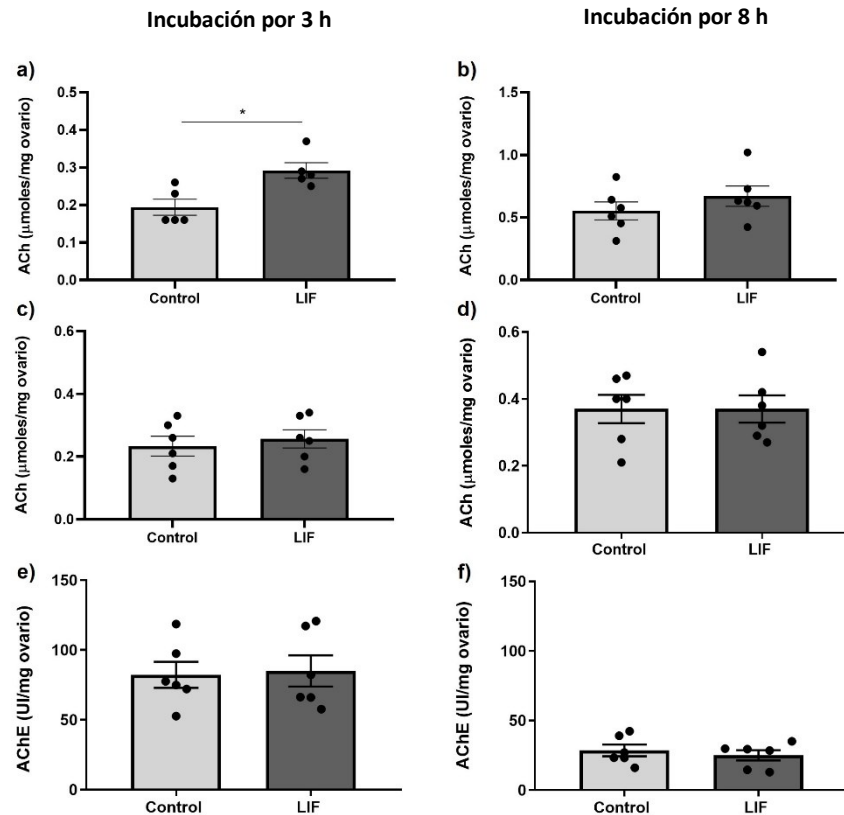 Incubación por 3 h
Incubación por 8 h
a)
ACh (µmoles/mg ovario)
0.5
0.4
0.3
0.2
0.1
0.0
*
Control
LIF
b)
ACh (µmoles/mg ovario)
1.5
1.0
0.5
0.0
Control
LIF
c)
ACh (µmoles/mg ovario)
0.6
0.4
0.2
0.0
Control
LIF
d)
ACh (µmoles/mg ovario)
0.6
0.4
0.2
0.0
Control
LIF
e)
AChE (UI/mg ovario)
150
100
50
0
Control
LIF
f)
AChE (UI/mg ovario)
150
100
50
0
Control
LIF